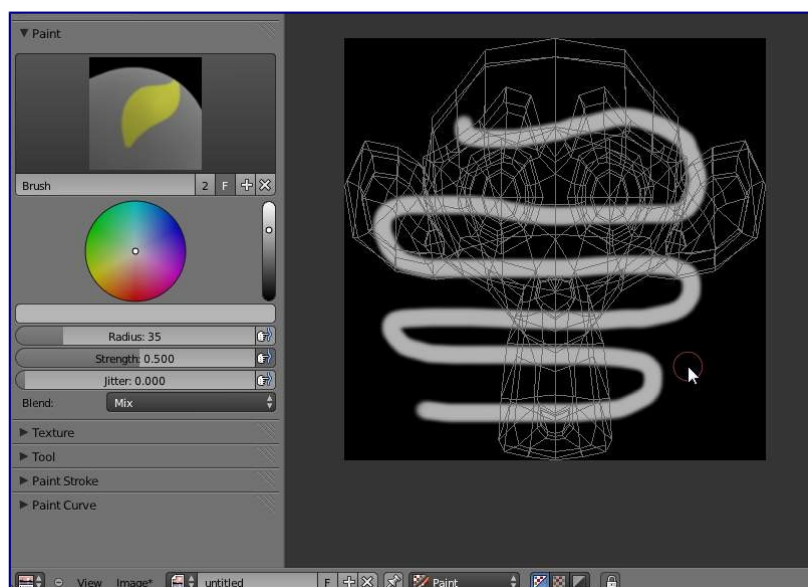 Paint
Brush 2 F
Radius: 35
Strength: 0.500
Jitter: 0.000
Blend: Mix
Texture
Tool
Paint Stroke
Paint Curve
View Image* untitled F Paint